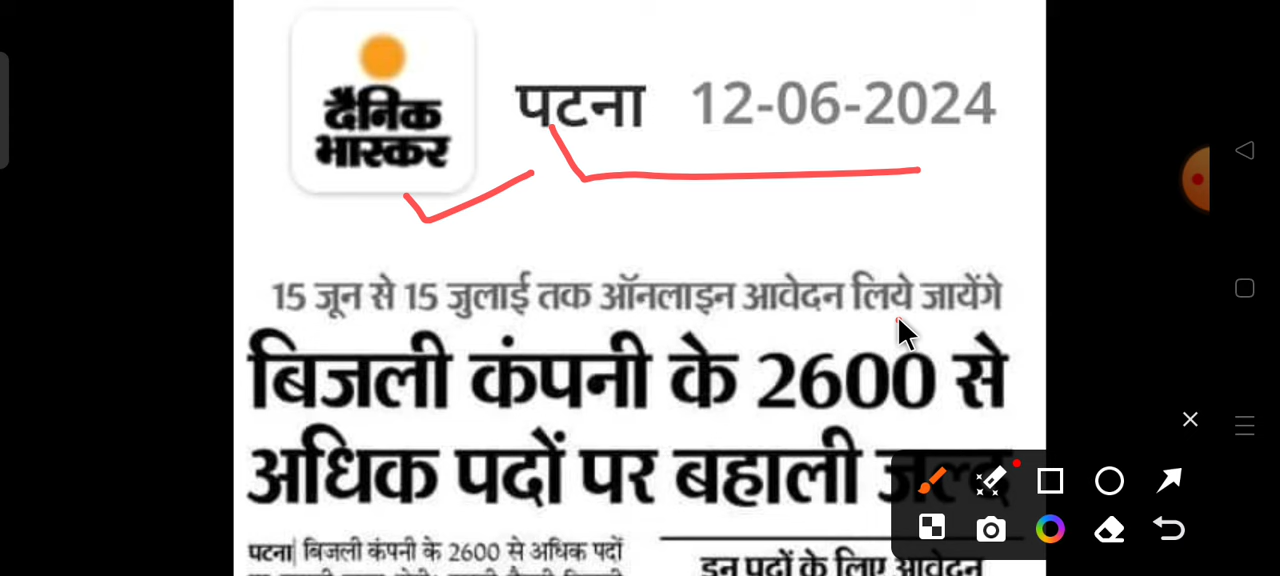 दैनिक
भास्कर
पटना 12-06-2024
15 जून से 15 जुलाई तक ऑनलाइन आवेदन लिये जायेंगे
बिजली कंपनी के 2600 से
अधिक पदों पर बहाली जल्द
पटना| बिजली कंपनी के 2600 से अधिक पदों
इन पदों के लिए आवेदन